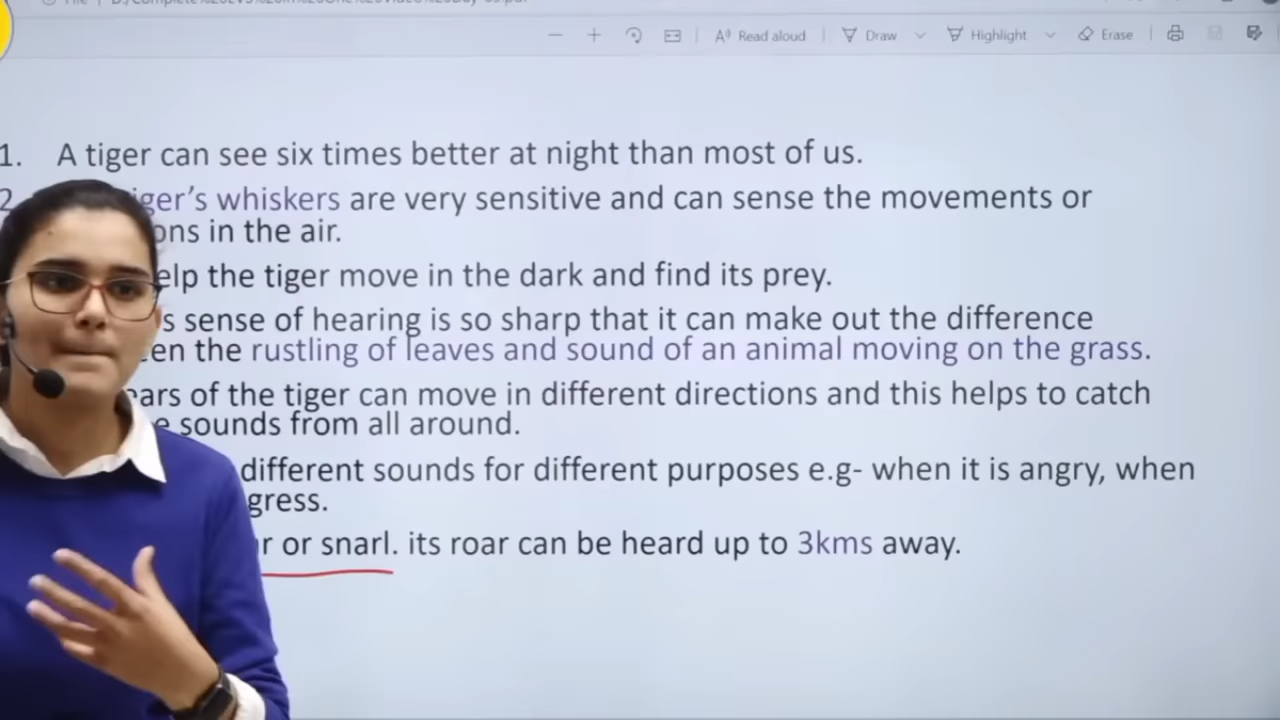 Read aloud
Draw
Highlight
Erase
1. A tiger can see six times better at night than most of us.
2 ger's whiskers are very sensitive and can sense the movements or
ons in the air.
elp the tiger move in the dark and find its prey.
s sense of hearing is so sharp that it can make out the difference
en the rustling of leaves and sound of an animal moving on the grass.
ears of the tiger can move in different directions and this helps to catch
e sounds from all around.
different sounds for different purposes e.g- when it is angry, when
gress.
r or snarl. its roar can be heard up to 3kms away.